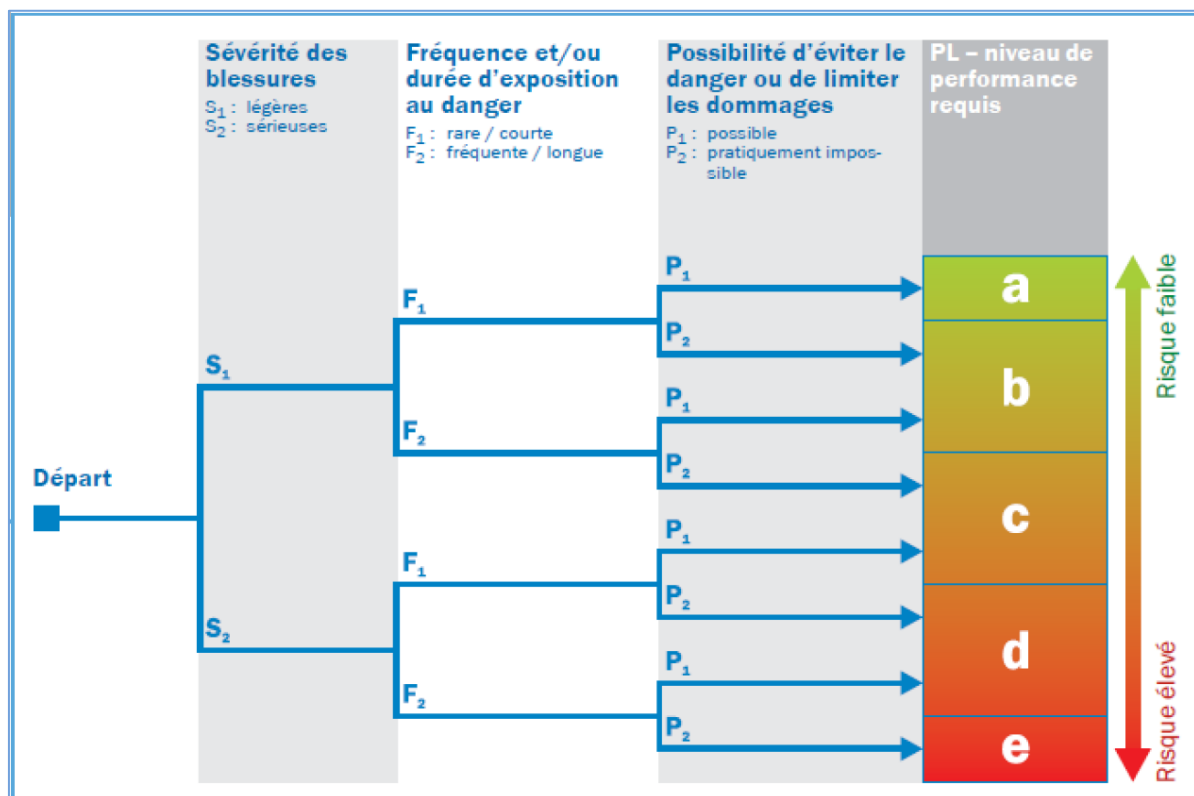 Sévérité des
blessures
S₁ : légères
S₂ : sérieuses
Fréquence et/ou
durée d'exposition
au danger
F₁ : rare / courte
F₂ : fréquente / longue
Possibilité d'éviter le
danger ou de limiter
les dommages
P₁ : possible
P₂ : pratiquement impos-
sible
PL – niveau de
performance
requis
Départ
S₁
S₂
F₁
F₂
F₁
F₂
P₁
P₂
P₁
P₂
P₁
P₂
P₁
P₂
a
b
c
d
e
Risque faible
Risque élevé